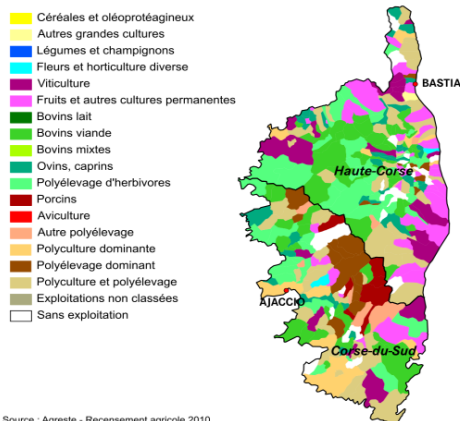 Céréales et oléoprotéagineux
Autres grandes cultures
Légumes et champignons
Fleurs et horticulture diverse
Viticulture
Fruits et autres cultures permanentes
Bovins lait
Bovins viande
Bovins mixtes
Ovins, caprins
Polyélevage d'herbivores
Porcins
Aviculture
Autre polyélevage
Polyculture dominante
Polyélevage dominant
Polyculture et polyélevage
Exploitations non classées
Sans exploitation
BASTIA
Haute-Corse
AJACCIO
Corse-du-Sud
Source : Agreste - Recensement agricole 2010